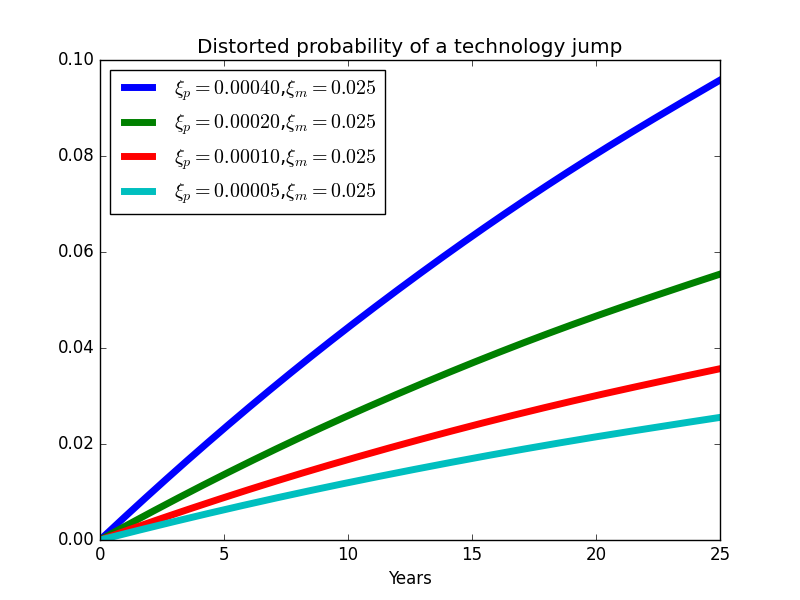 Distorted probability of a technology jump
0.10
ξp = 0.00040,ξm = 0.025
ξp = 0.00020,ξm = 0.025
0.08
ξp = 0.00010,ξm = 0.025
ξp = 0.00005,ξm = 0.025
0.06
0.04
0.02
0.00
0 5 10 15 20 25
Years